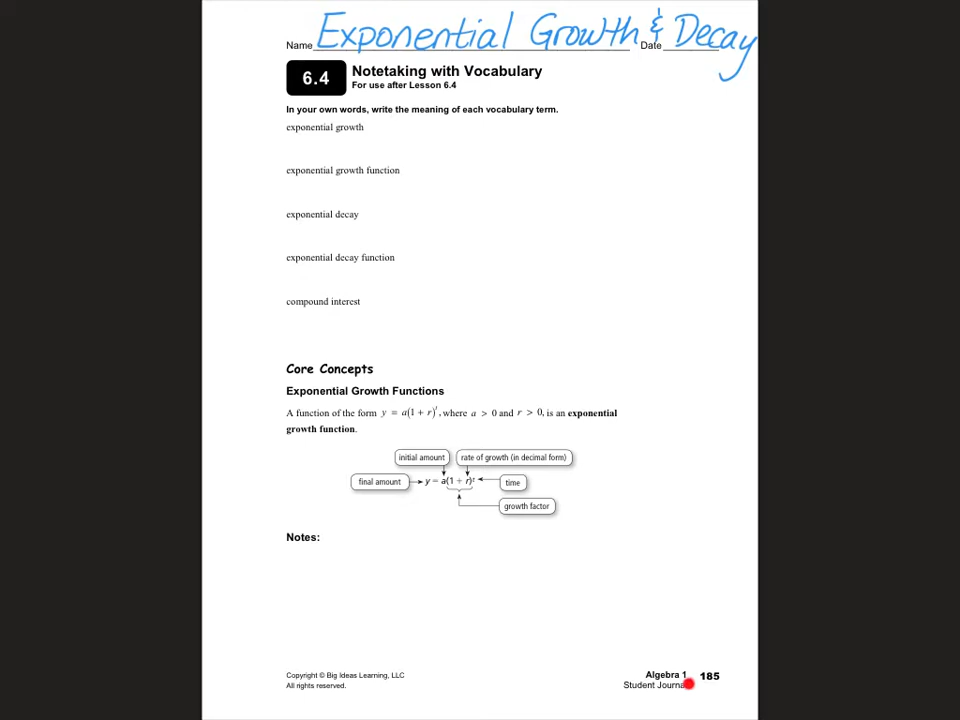 Name Exponential Growth & Date Decay
6.4 Notetaking with Vocabulary
For use after Lesson 6.4
In your own words, write the meaning of each vocabulary term.
exponential growth
exponential growth function
exponential decay
exponential decay function
compound interest
Core Concepts
Exponential Growth Functions
A function of the form y = a(1 + r)^t, where a > 0 and r > 0, is an exponential
growth function.
initial amount rate of growth (in decimal form)
final amount y = a(1 + r)^t time
growth factor
Notes:
Copyright © Big Ideas Learning, LLC Algebra 1 185
All rights reserved. Student Journal